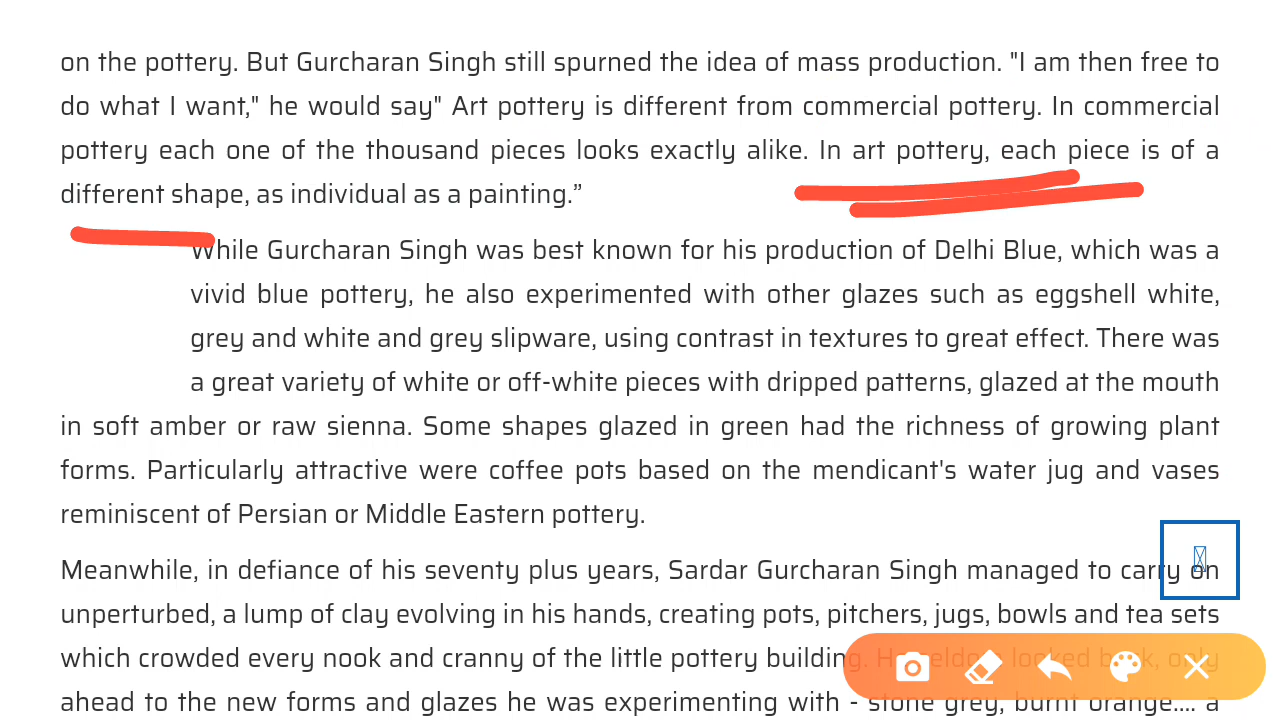 on the pottery. But Gurcharan Singh still spurned the idea of mass production. "I am then free to
do what I want," he would say" Art pottery is different from commercial pottery. In commercial
pottery each one of the thousand pieces looks exactly alike. In art pottery, each piece is of a
different shape, as individual as a painting.”
While Gurcharan Singh was best known for his production of Delhi Blue, which was a
vivid blue pottery, he also experimented with other glazes such as eggshell white,
grey and white and grey slipware, using contrast in textures to great effect. There was
a great variety of white or off-white pieces with dripped patterns, glazed at the mouth
in soft amber or raw sienna. Some shapes glazed in green had the richness of growing plant
forms. Particularly attractive were coffee pots based on the mendicant's water jug and vases
reminiscent of Persian or Middle Eastern pottery.
Meanwhile, in defiance of his seventy plus years, Sardar Gurcharan Singh managed to carry on
unperturbed, a lump of clay evolving in his hands, creating pots, pitchers, jugs, bowls and tea sets
which crowded every nook and cranny of the little pottery building. He seldom looked back, only
ahead to the new forms and glazes he was experimenting with - stone grey, burnt orange.... a